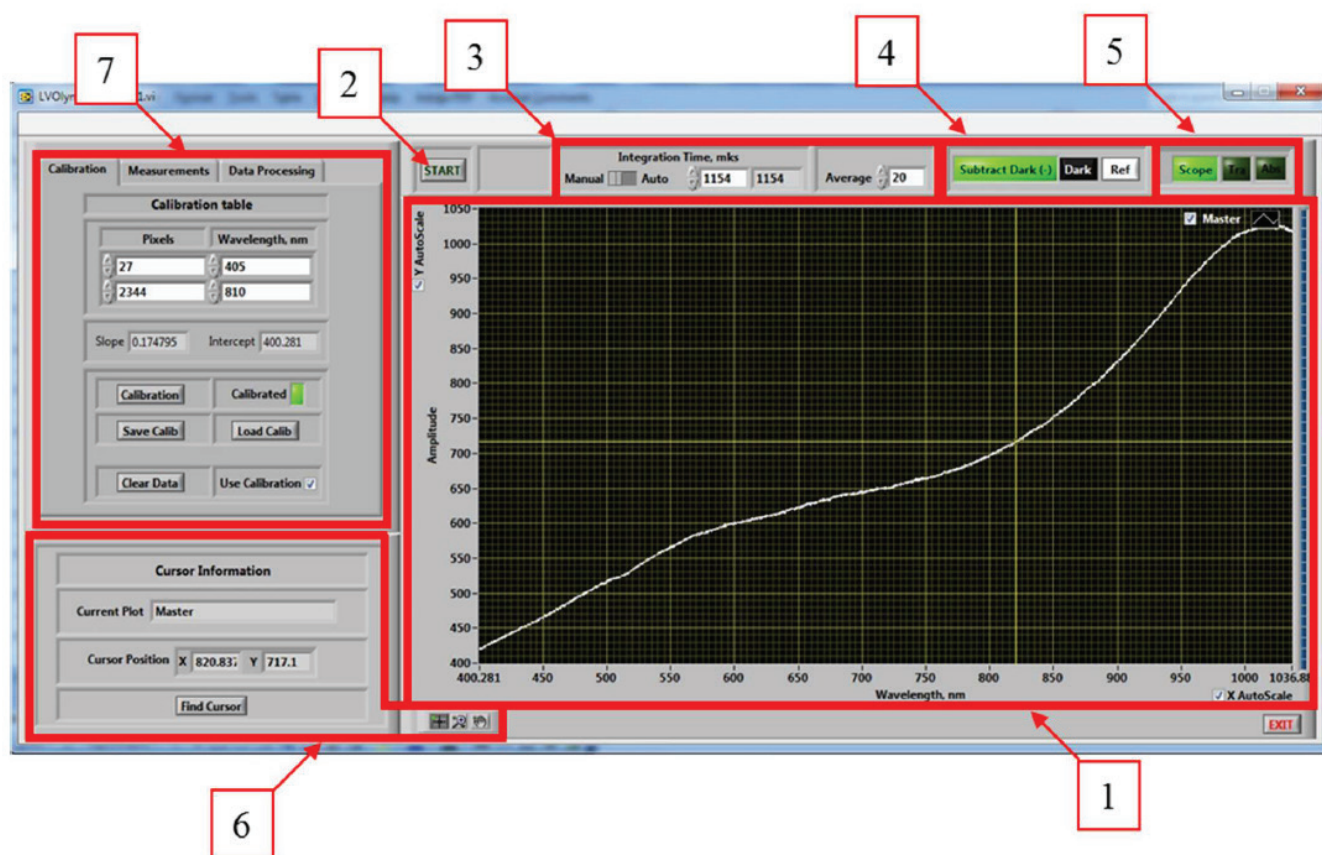 7
2
3
4
5
LVOlym 1.vi
START
Integration Time, mks
Manual Auto 1154 1154
Average 20
Subtract Dark (-) Dark Ref
Scope Tra Abs
Calibration Measurements Data Processing
Calibration table
Pixels Wavelength, nm
27 405
2344 810
Slope 0.174795 Intercept 400.281
Calibration Calibrated
Save Calib Load Calib
Clear Data Use Calibration
Cursor Information
Current Plot Master
Cursor Position X 820.837 Y 717.1
Find Cursor
Y AutoScale
Master
Amplitude
1050
1000
950
900
850
800
750
700
650
600
550
500
450
400
400.281 450 500 550 600 650 700 750 800 850 900 950 1000 1036.88
Wavelength, nm
X AutoScale
EXIT
6
1